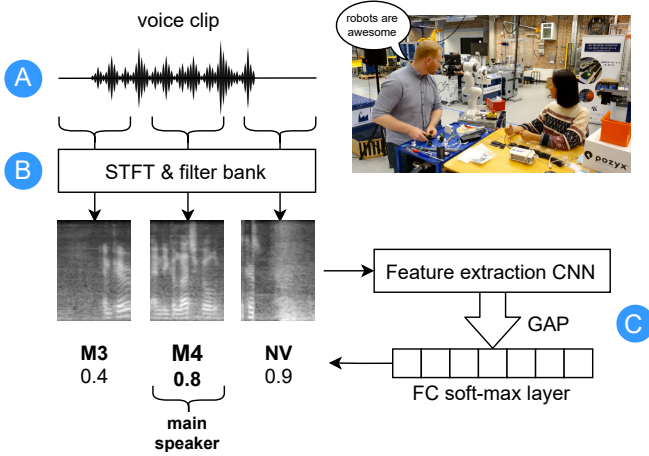 voice clip
robots are
awesome
A
B
STFT & filter bank
pozyx
Feature extraction CNN
GAP
C
M3
0.4
M4
0.8
NV
0.9
FC soft-max layer
main
speaker